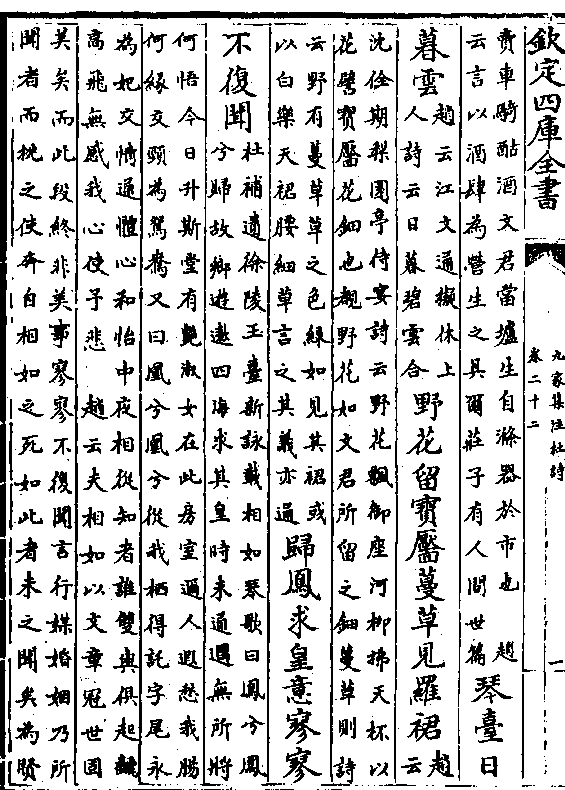 欽定四庫全書
九家集注杜詩
卷二十二
一
賣車騎酤酒文君當壚生自滌器於市也 趙
云言以酒肆為營生之具爾莊子有人間世篇
琴臺日
暮雲
趙云江文通擬休上
人詩云日暮碧雲合
野花留寶靨蔓草見羅裙
趙
云
沈佺期梨園亭侍宴詩云野花飄御座河柳拂天杯以
花譬寶靨花鈿也覩野花如文君所留之鈿蔓草則詩
云野有蔓草草之色綠如見其裙或
以白樂天裙腰細草言之其義亦通
歸鳳求皇意寥寥
不復聞
杜補遺徐陵玉臺新詠載相如琴歌曰鳳兮鳳
兮歸故鄉遊遨四海求其皇時未通遇無所將
何悟今日升斯堂有艷淑女在此房室邇人遐愁我腸
何緣交頸為鴛鴦又曰鳳兮凰兮從我栖得託字尾永
為妃交情通體心和怡中夜相從知者誰雙興俱起翻
高飛無感我心使予悲 趙云夫相如以文章冠世固
美矣而此段終非美事寥寥不復聞言行媒婚姻乃所
聞者而挑之使奔自相如之死如此者未之聞矣為賢